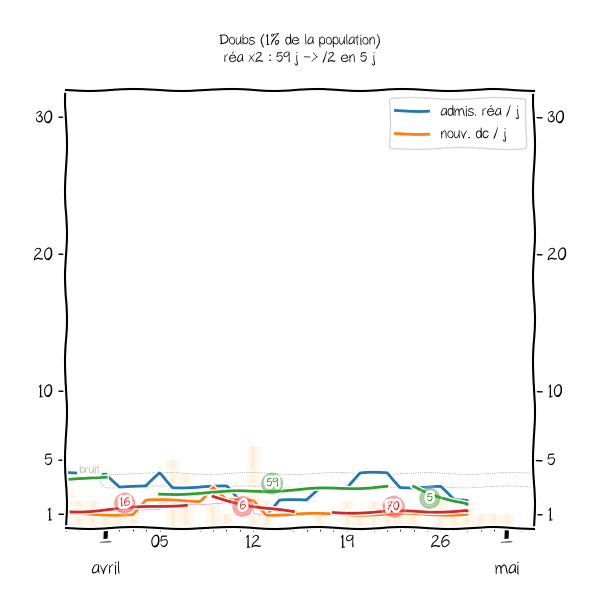 Doubs (1% de la population)
réa x2 : 59 j -> /2 en 5 j
admis. réa / j
nouv. dc / j
30
30
20
20
10
10
5
5
bruit
59
16
6
70
5
1
1
05
12
19
26
avril
mai